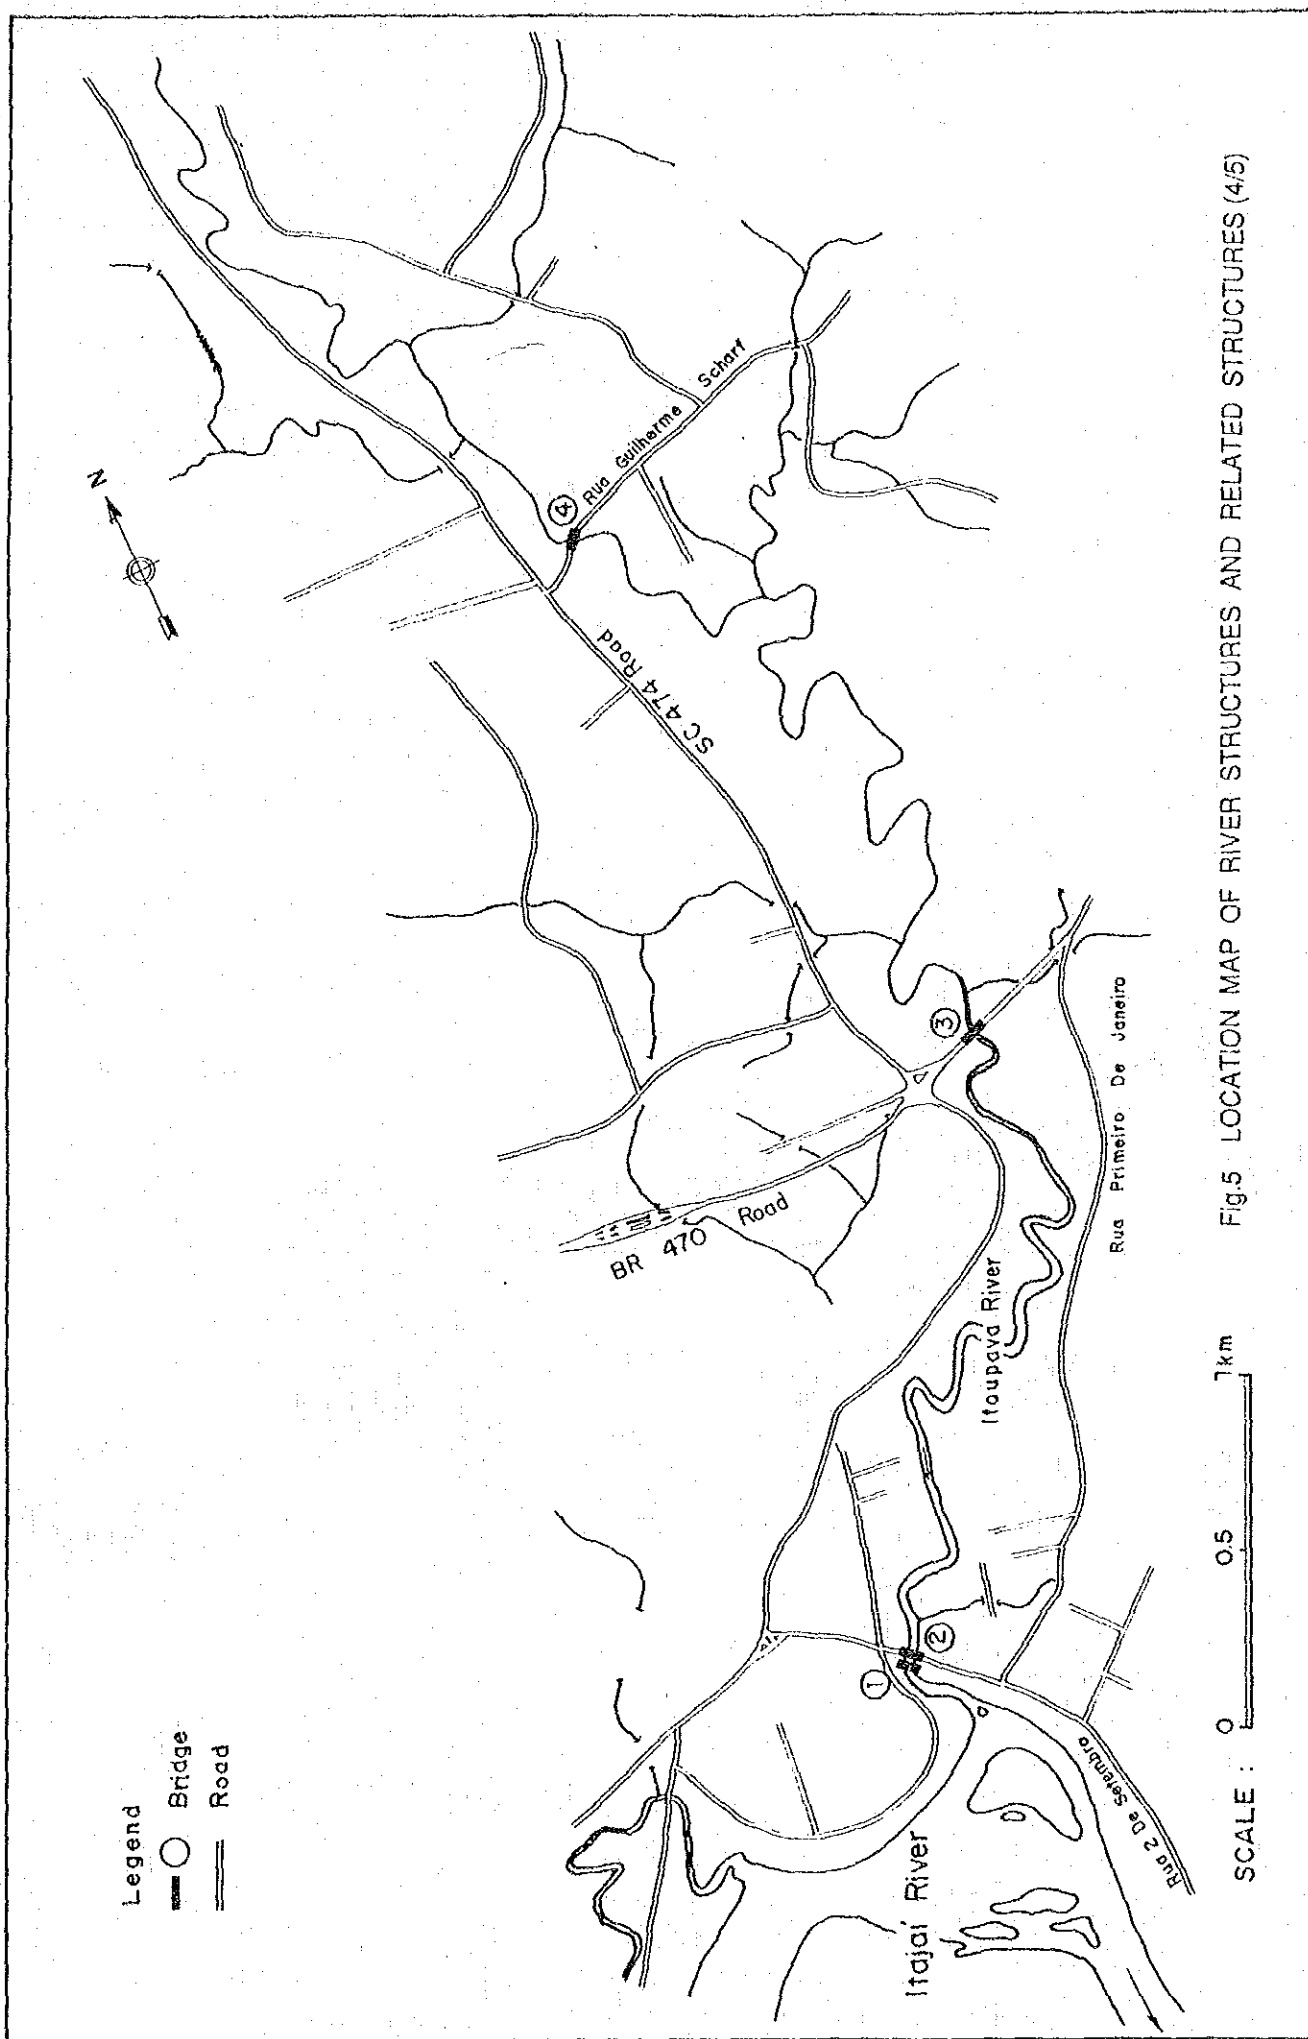 Legend
Bridge
Road
N
SC 474 Road
④
Rua Guilherme Scharf
BR 470 Road
③
Itoupava River
①
②
Rua Primeiro De Janeiro
Itajaí River
Rua 2 De Setembro
SCALE : 0 0.5 1km
Fig.5 LOCATION MAP OF RIVER STRUCTURES AND RELATED STRUCTURES (4/5)